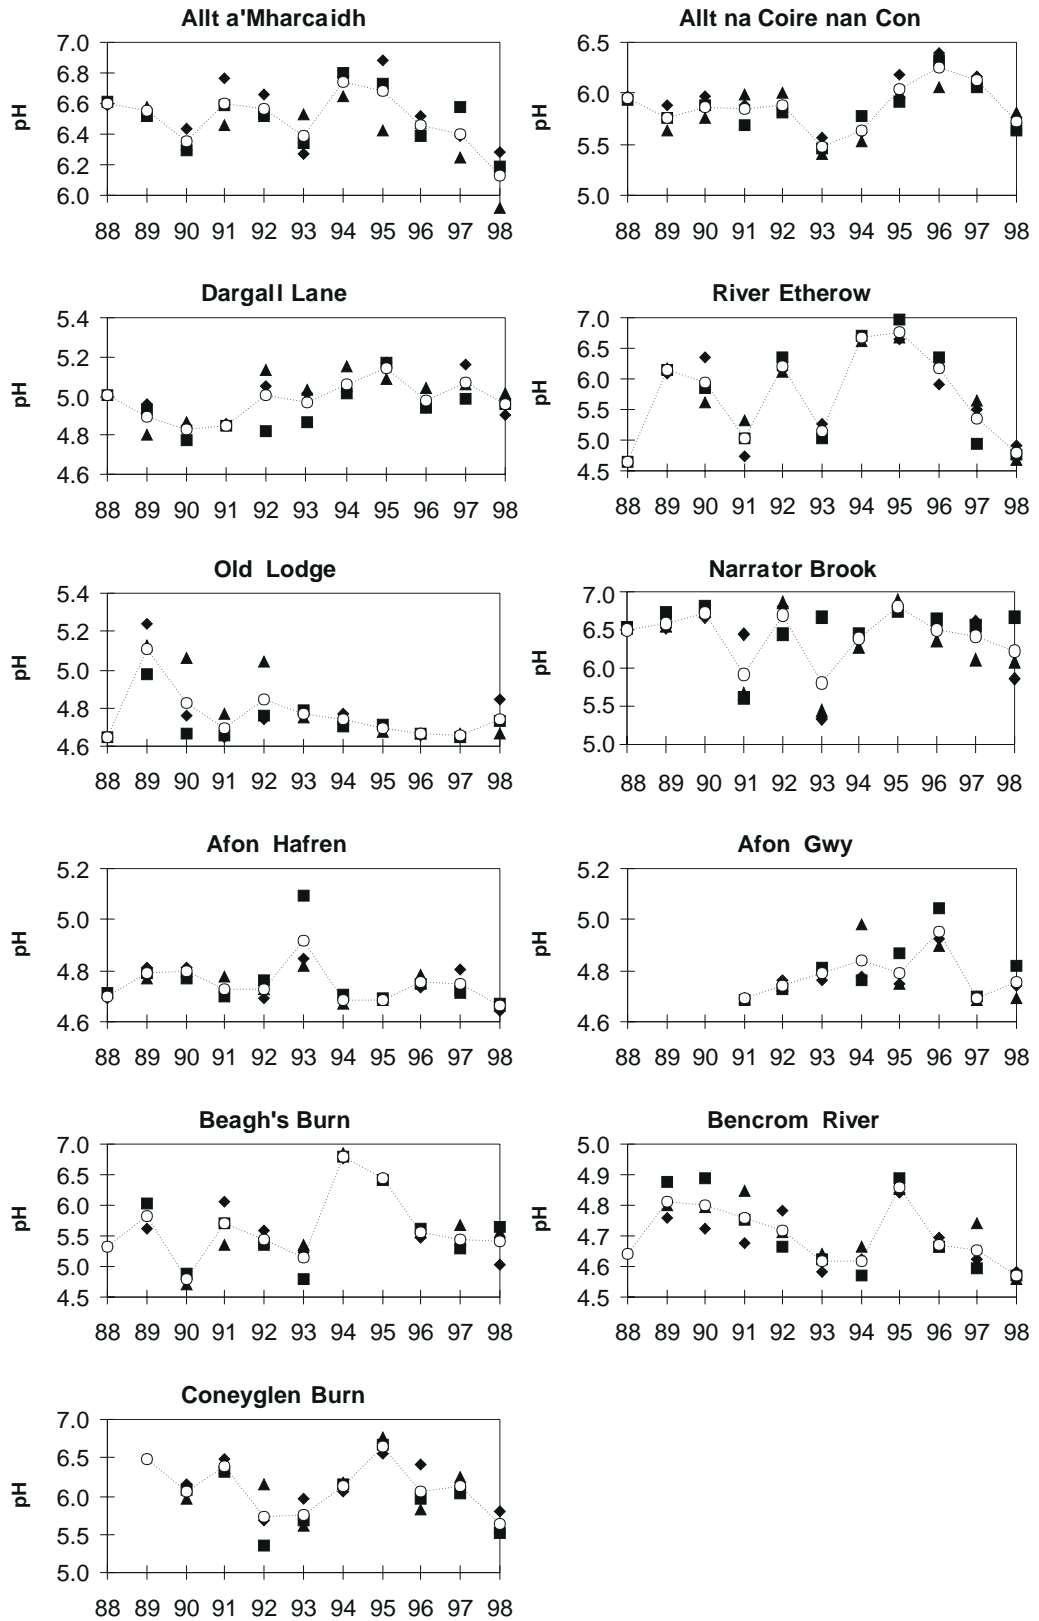 Allt a'Mharcaidh
7.0
6.8
6.6
6.4
6.2
6.0
pH
88 89 90 91 92 93 94 95 96 97 98
Allt na Coire nan Con
6.5
6.0
5.5
5.0
pH
88 89 90 91 92 93 94 95 96 97 98
Dargall Lane
5.4
5.2
5.0
4.8
4.6
pH
88 89 90 91 92 93 94 95 96 97 98
River Etherow
7.0
6.5
6.0
5.5
5.0
4.5
pH
88 89 90 91 92 93 94 95 96 97 98
Old Lodge
5.4
5.2
5.0
4.8
4.6
pH
88 89 90 91 92 93 94 95 96 97 98
Narrator Brook
7.0
6.5
6.0
5.5
5.0
pH
88 89 90 91 92 93 94 95 96 97 98
Afon Hafren
5.2
5.0
4.8
4.6
pH
88 89 90 91 92 93 94 95 96 97 98
Afon Gwy
5.2
5.0
4.8
4.6
pH
88 89 90 91 92 93 94 95 96 97 98
Beagh's Burn
7.0
6.5
6.0
5.5
5.0
4.5
pH
88 89 90 91 92 93 94 95 96 97 98
Bencrom River
5.0
4.9
4.8
4.7
4.6
4.5
pH
88 89 90 91 92 93 94 95 96 97 98
Coneyglen Burn
7.0
6.5
6.0
5.5
5.0
pH
88 89 90 91 92 93 94 95 96 97 98